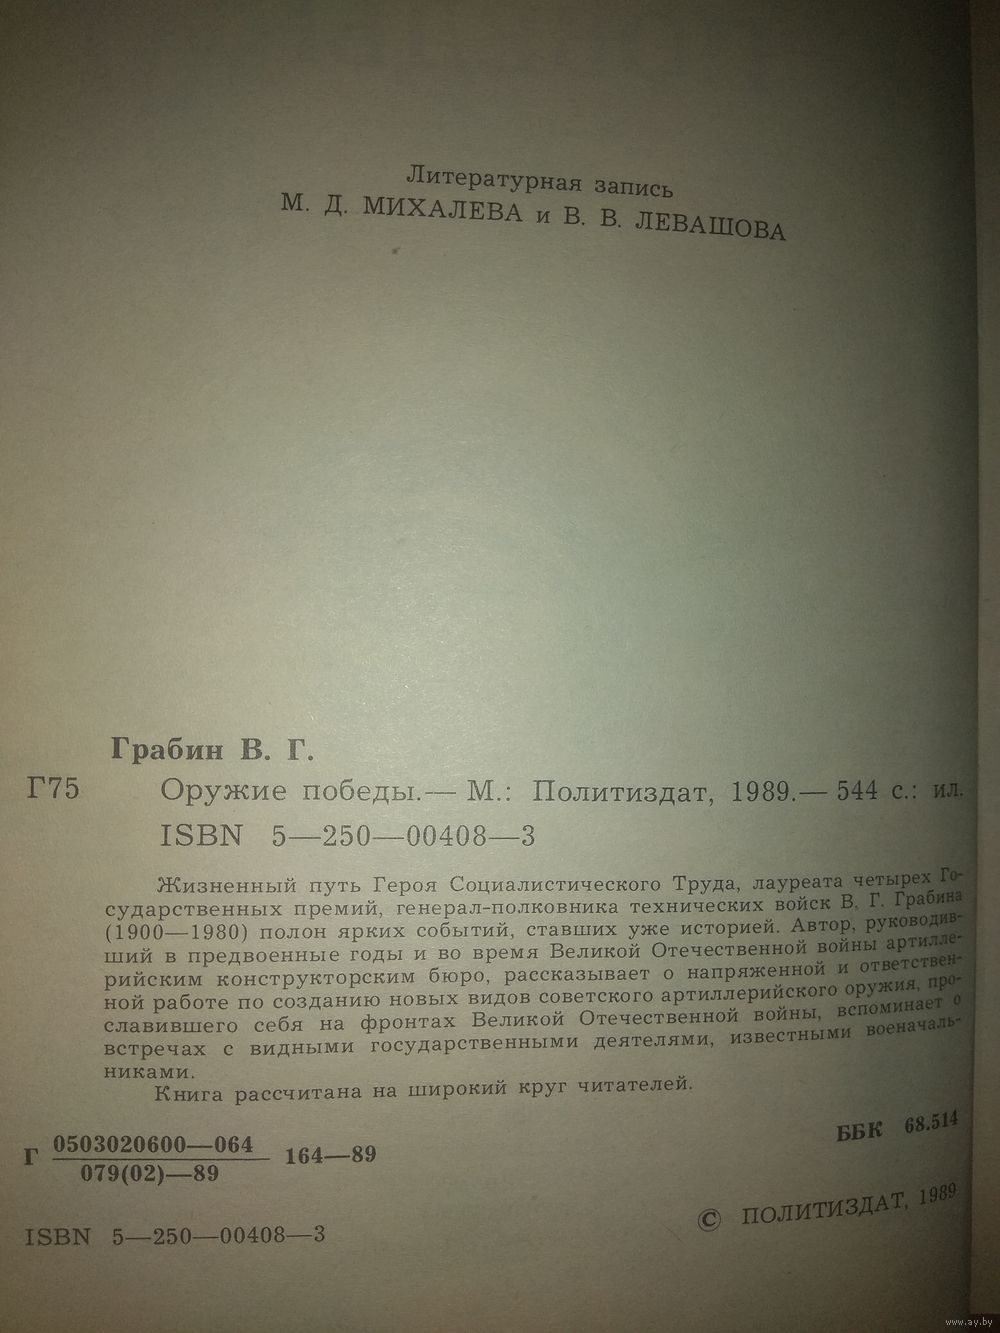 Литературная запись
М. Д. МИХАЛЕВА и В. В. ЛЕВАШОВА
Грабин В. Г.
Г75 Оружие победы.— М.: Политиздат, 1989.— 544 с.: ил.
ISBN 5—250—00408—3
Жизненный путь Героя Социалистического Труда, лауреата четырех Го-
сударственных премий, генерал-полковника технических войск В. Г. Грабина
(1900—1980) полон ярких событий, ставших уже историей. Автор, руководив-
ший в предвоенные годы и во время Великой Отечественной войны артилле-
рийским конструкторским бюро, рассказывает о напряженной и ответствен-
ной работе по созданию новых видов советского артиллерийского оружия, про-
славившего себя на фронтах Великой Отечественной войны, вспоминает о
встречах с видными государственными деятелями, известными военачаль-
никами.
Книга рассчитана на широкий круг читателей.
Г 0503020600—064 164—89
079(02)—89
ББК 68.514
ISBN 5—250—00408—3
© ПОЛИТИЗДАТ, 1989
www.ay.by